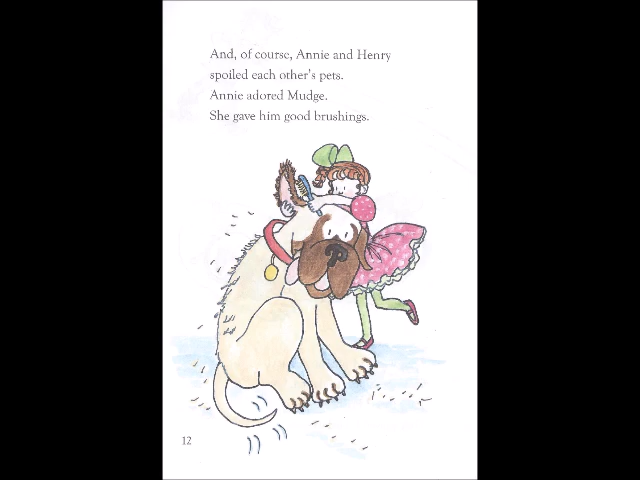 And, of course, Annie and Henry
spoiled each other's pets.
Annie adored Mudge.
She gave him good brushings.
12